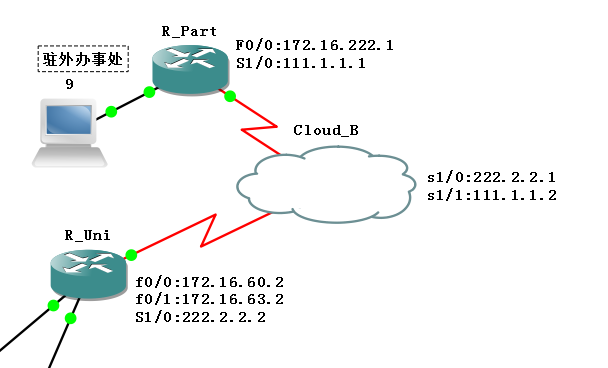 R_Part
F0/0:172.16.222.1
S1/0:111.1.1.1
驻外办事处
9
Cloud_B
s1/0:222.2.2.1
s1/1:111.1.1.2
R_Uni
f0/0:172.16.60.2
f0/1:172.16.63.2
S1/0:222.2.2.2